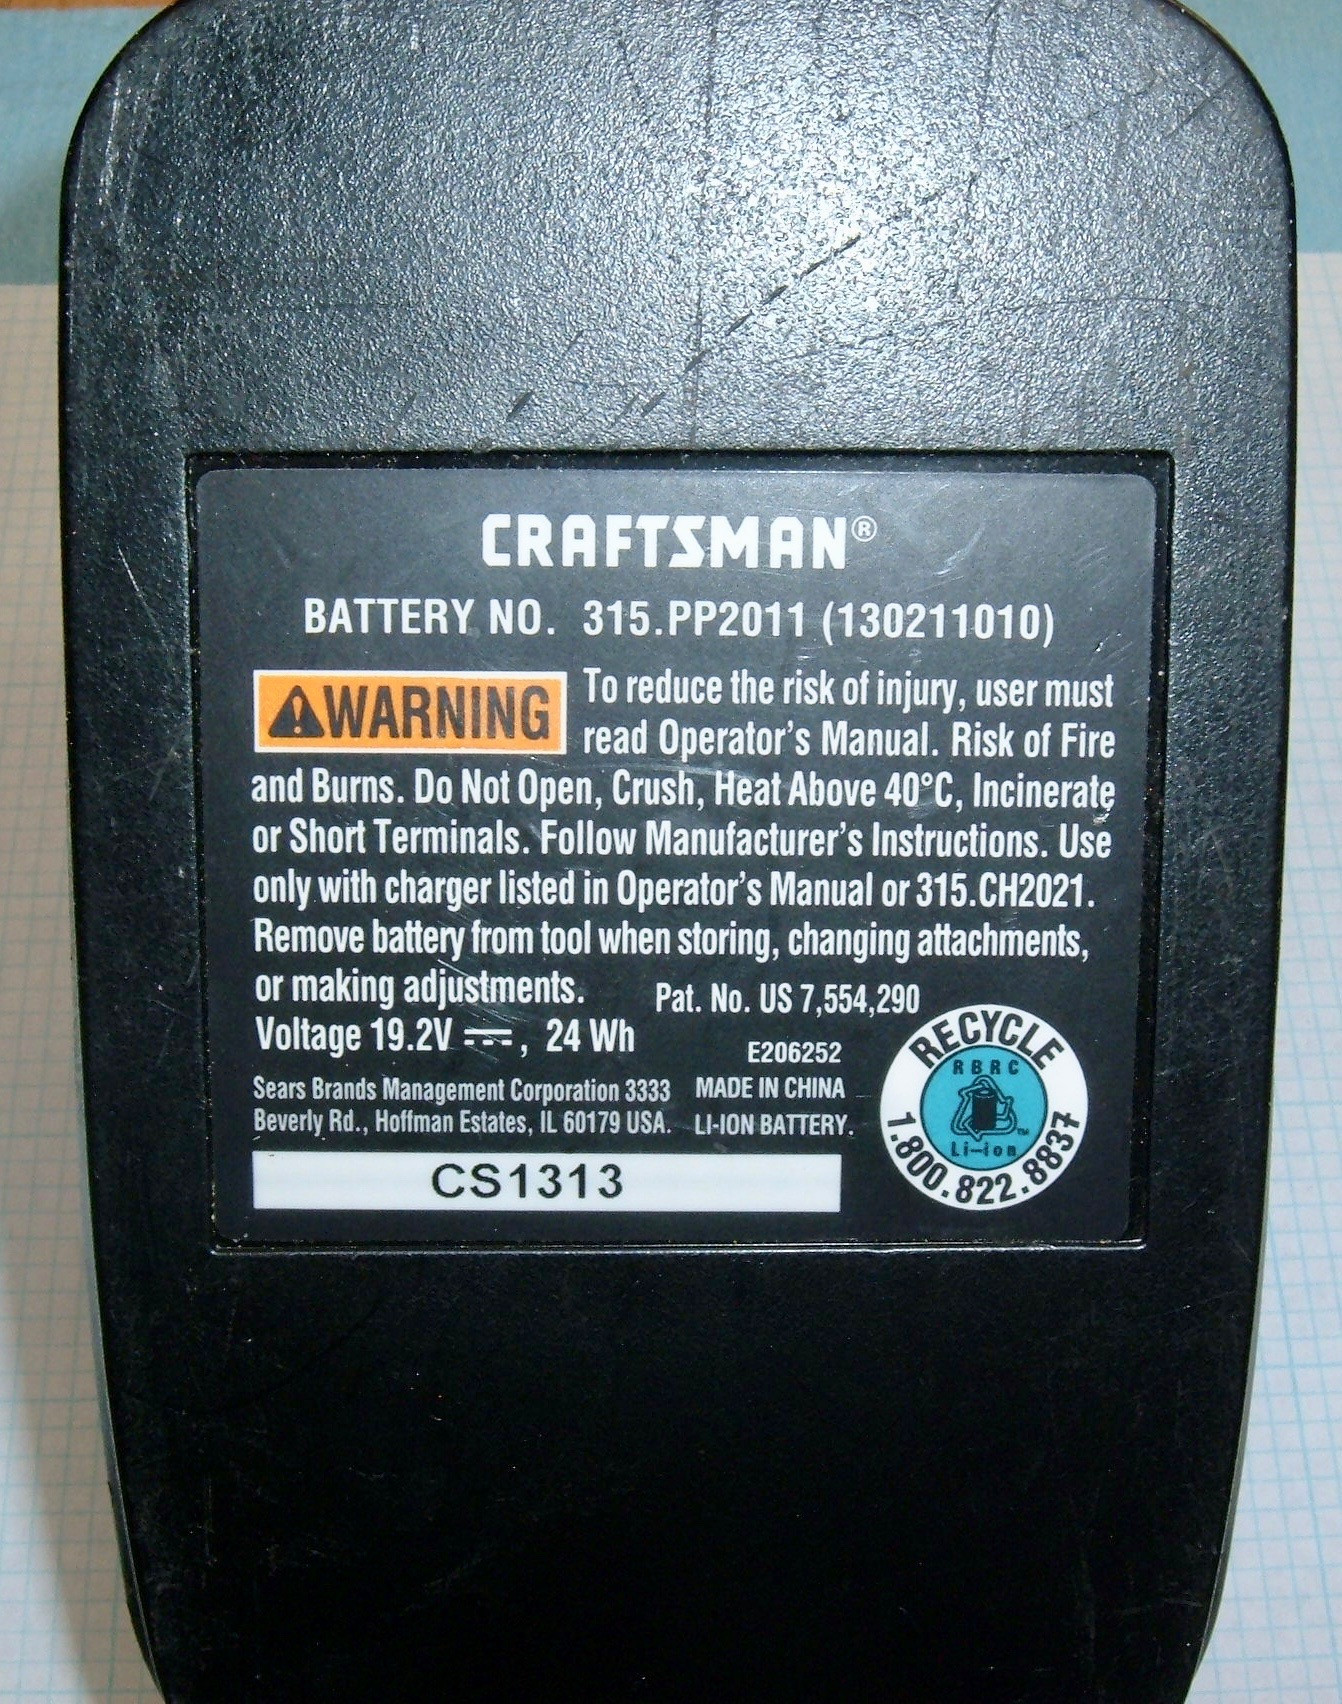 CRAFTSMAN®
BATTERY NO. 315.PP2011 (130211010)
⚠WARNING To reduce the risk of injury, user must
read Operator's Manual. Risk of Fire
and Burns. Do Not Open, Crush, Heat Above 40°C, Incinerate
or Short Terminals. Follow Manufacturer's Instructions. Use
only with charger listed in Operator's Manual or 315.CH2021.
Remove battery from tool when storing, changing attachments,
or making adjustments. Pat. No. US 7,554,290
Voltage 19.2V ⎓, 24 Wh
E206252
Sears Brands Management Corporation 3333
Beverly Rd., Hoffman Estates, IL 60179 USA.
MADE IN CHINA
LI-ION BATTERY.
RECYCLE
RBRC
™
Li-ion
1.800.822.8837
CS1313